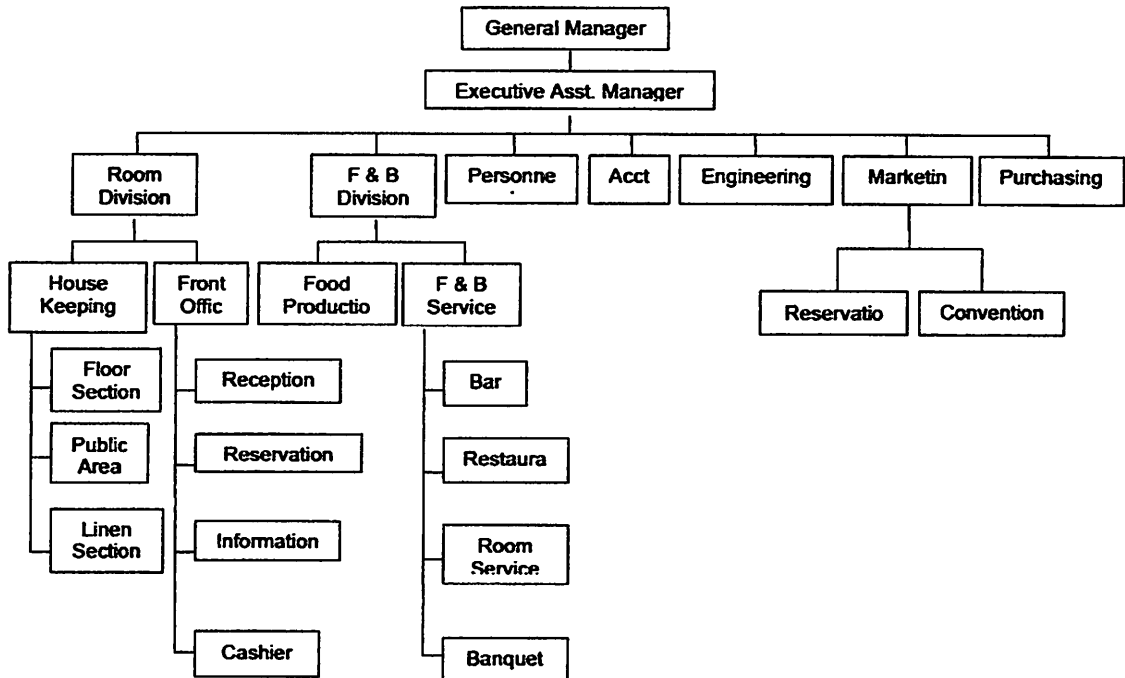 General Manager
Executive Asst. Manager
Room
Division
F & B
Division
Personne
Acct
Engineering
Marketin
Purchasing
House
Keeping
Front
Offic
Food
Productio
F & B
Service
Reservatio
Convention
Floor
Section
Reception
Bar
Public
Area
Reservation
Restaura
Linen
Section
Information
Room
Service
Cashier
Banquet